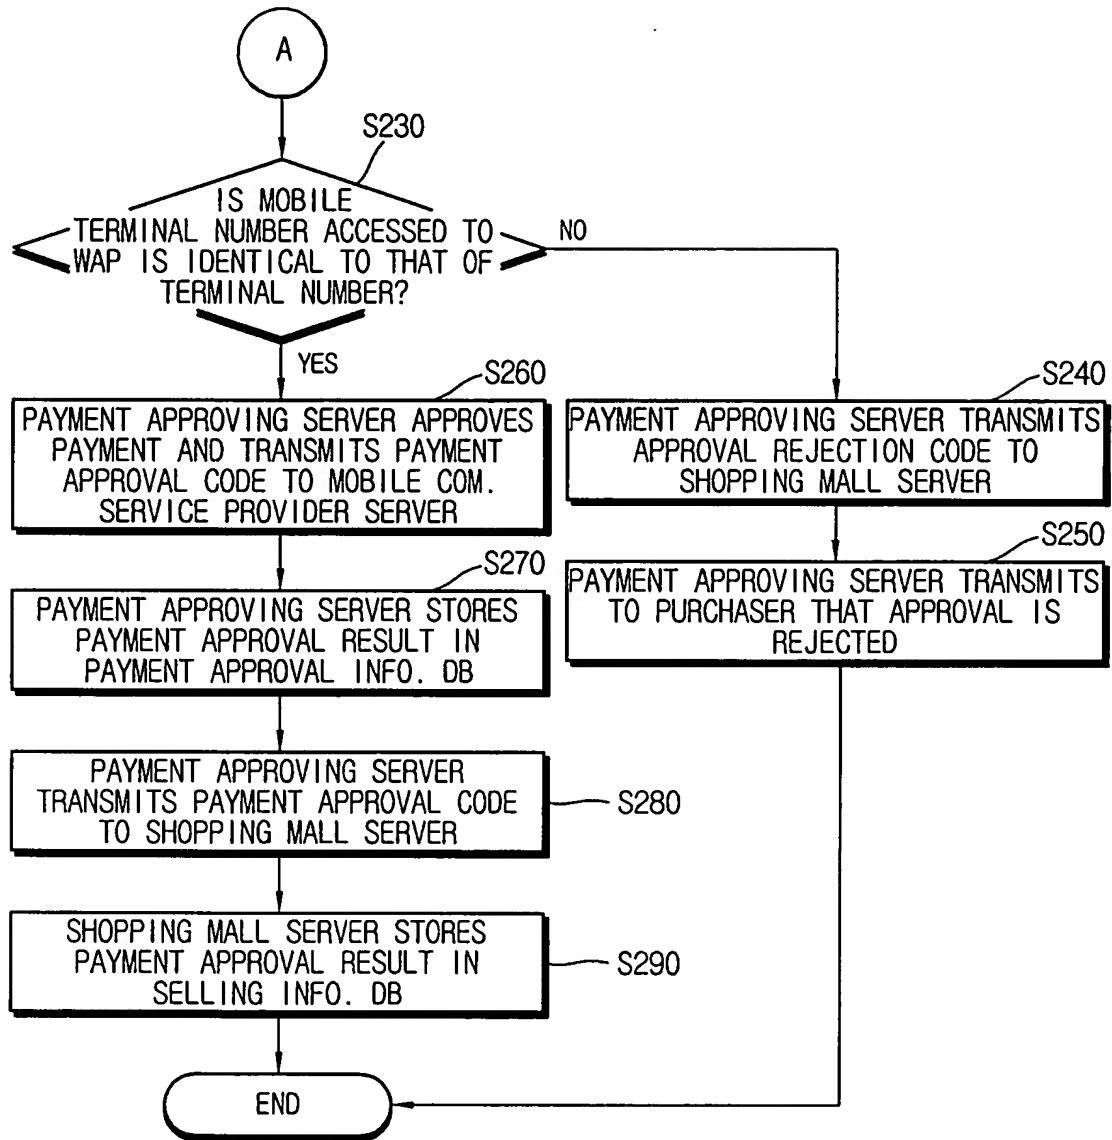 A
S230
IS MOBILE
TERMINAL NUMBER ACCESSED TO
WAP IS IDENTICAL TO THAT OF
TERMINAL NUMBER?
NO
YES
S260
PAYMENT APPROVING SERVER APPROVES
PAYMENT AND TRANSMITS PAYMENT
APPROVAL CODE TO MOBILE COM.
SERVICE PROVIDER SERVER
S240
PAYMENT APPROVING SERVER TRANSMITS
APPROVAL REJECTION CODE TO
SHOPPING MALL SERVER
S270
PAYMENT APPROVING SERVER STORES
PAYMENT APPROVAL RESULT IN
PAYMENT APPROVAL INFO. DB
S250
PAYMENT APPROVING SERVER TRANSMITS
TO PURCHASER THAT APPROVAL IS
REJECTED
PAYMENT APPROVING SERVER
TRANSMITS PAYMENT APPROVAL CODE
TO SHOPPING MALL SERVER
S280
SHOPPING MALL SERVER STORES
PAYMENT APPROVAL RESULT IN
SELLING INFO. DB
S290
END